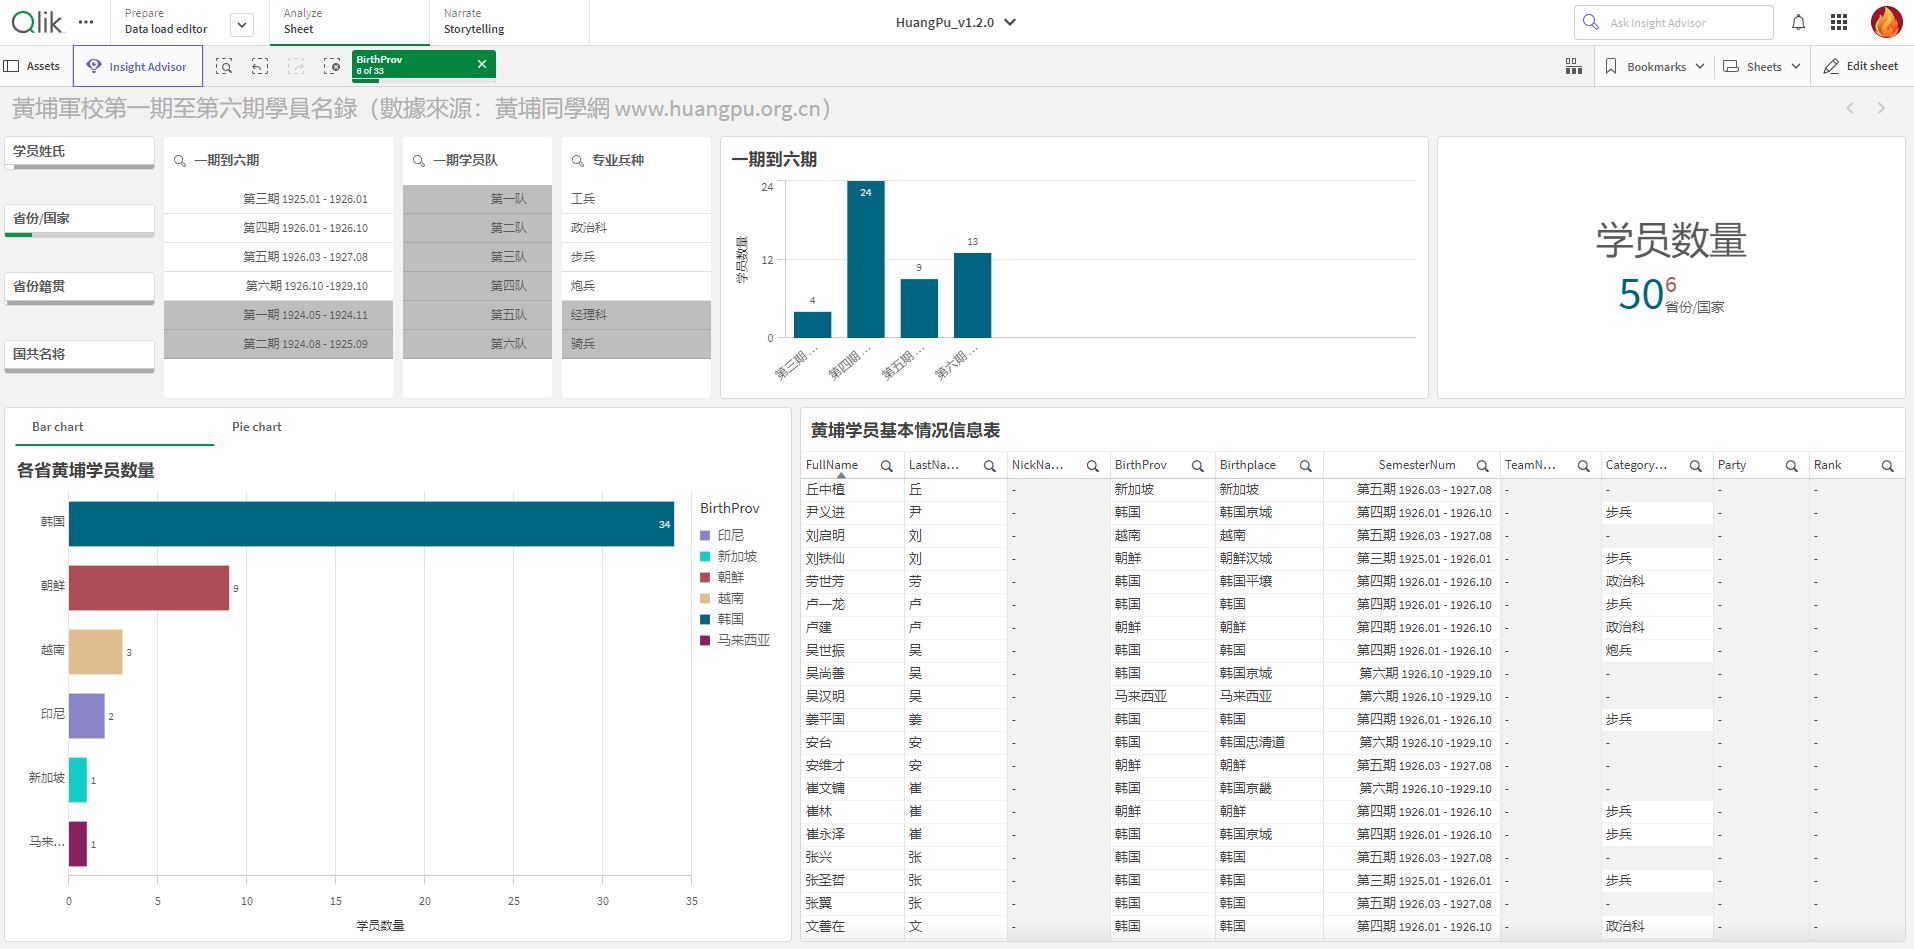 Qlik
Prepare
Data load editor
Analyze
Sheet
Narrate
Storytelling
HuangPu_v1.2.0
Ask Insight Advisor
Assets
Insight Advisor
BirthProv
6 of 33
Bookmarks
Sheets
Edit sheet
黃埔軍校第一期至第六期學員名錄（數據來源：黃埔同學網 www.huangpu.org.cn）
学员姓氏
省份/国家
省份籍贯
国共名将
一期到六期
第三期 1925.01 - 1926.01
第四期 1926.01 - 1926.10
第五期 1926.03 - 1927.08
第六期 1926.10 -1929.10
第一期 1924.05 - 1924.11
第二期 1924.08 - 1925.09
一期学员队
第一队
第二队
第三队
第四队
第五队
第六队
专业兵种
工兵
政治科
步兵
炮兵
经理科
骑兵
一期到六期
学员数量
24
12
0
4
24
9
13
第三期 ...
第四期 ...
第五期 ...
第六期 ...
学员数量
50 6
省份/国家
Bar chart
Pie chart
各省黄埔学员数量
韩国 34
朝鲜 9
越南 3
印尼 2
新加坡 1
马来... 1
0 5 10 15 20 25 30 35
学员数量
BirthProv
印尼
新加坡
朝鲜
越南
韩国
马来西亚
黄埔学员基本情况信息表
FullName LastNa... NickNa... BirthProv Birthplace SemesterNum TeamN... Category... Party Rank
丘中植 丘 - 新加坡 新加坡 第五期 1926.03 - 1927.08 - - - -
尹义进 尹 - 韩国 韩国京城 第四期 1926.01 - 1926.10 - 步兵 - -
刘启明 刘 - 越南 越南 第五期 1926.03 - 1927.08 - - - -
刘铁仙 刘 - 朝鲜 朝鲜汉城 第三期 1925.01 - 1926.01 - 步兵 - -
劳世芳 劳 - 韩国 韩国平壤 第四期 1926.01 - 1926.10 - 政治科 - -
卢一龙 卢 - 韩国 韩国 第四期 1926.01 - 1926.10 - 步兵 - -
卢建 卢 - 朝鲜 朝鲜 第四期 1926.01 - 1926.10 - 政治科 - -
吴世振 吴 - 韩国 韩国 第四期 1926.01 - 1926.10 - 炮兵 - -
吴尚善 吴 - 韩国 韩国京城 第六期 1926.10 -1929.10 - - - -
吴汉明 吴 - 马来西亚 马来西亚 第六期 1926.10 -1929.10 - - - -
姜平国 姜 - 韩国 韩国 第四期 1926.01 - 1926.10 - 步兵 - -
安台 安 - 韩国 韩国忠清道 第六期 1926.10 -1929.10 - - - -
安维才 安 - 朝鲜 朝鲜 第五期 1926.03 - 1927.08 - - - -
崔文镛 崔 - 韩国 韩国京畿 第六期 1926.10 -1929.10 - - - -
崔林 崔 - 朝鲜 朝鲜 第四期 1926.01 - 1926.10 - 步兵 - -
崔永泽 崔 - 韩国 韩国京城 第四期 1926.01 - 1926.10 - 步兵 - -
张兴 张 - 韩国 韩国 第五期 1926.03 - 1927.08 - - - -
张圣哲 张 - 韩国 韩国 第三期 1925.01 - 1926.01 - 步兵 - -
张翼 张 - 韩国 韩国 第五期 1926.03 - 1927.08 - - - -
文善在 文 - 韩国 韩国 第四期 1926.01 - 1926.10 - 政治科 - -